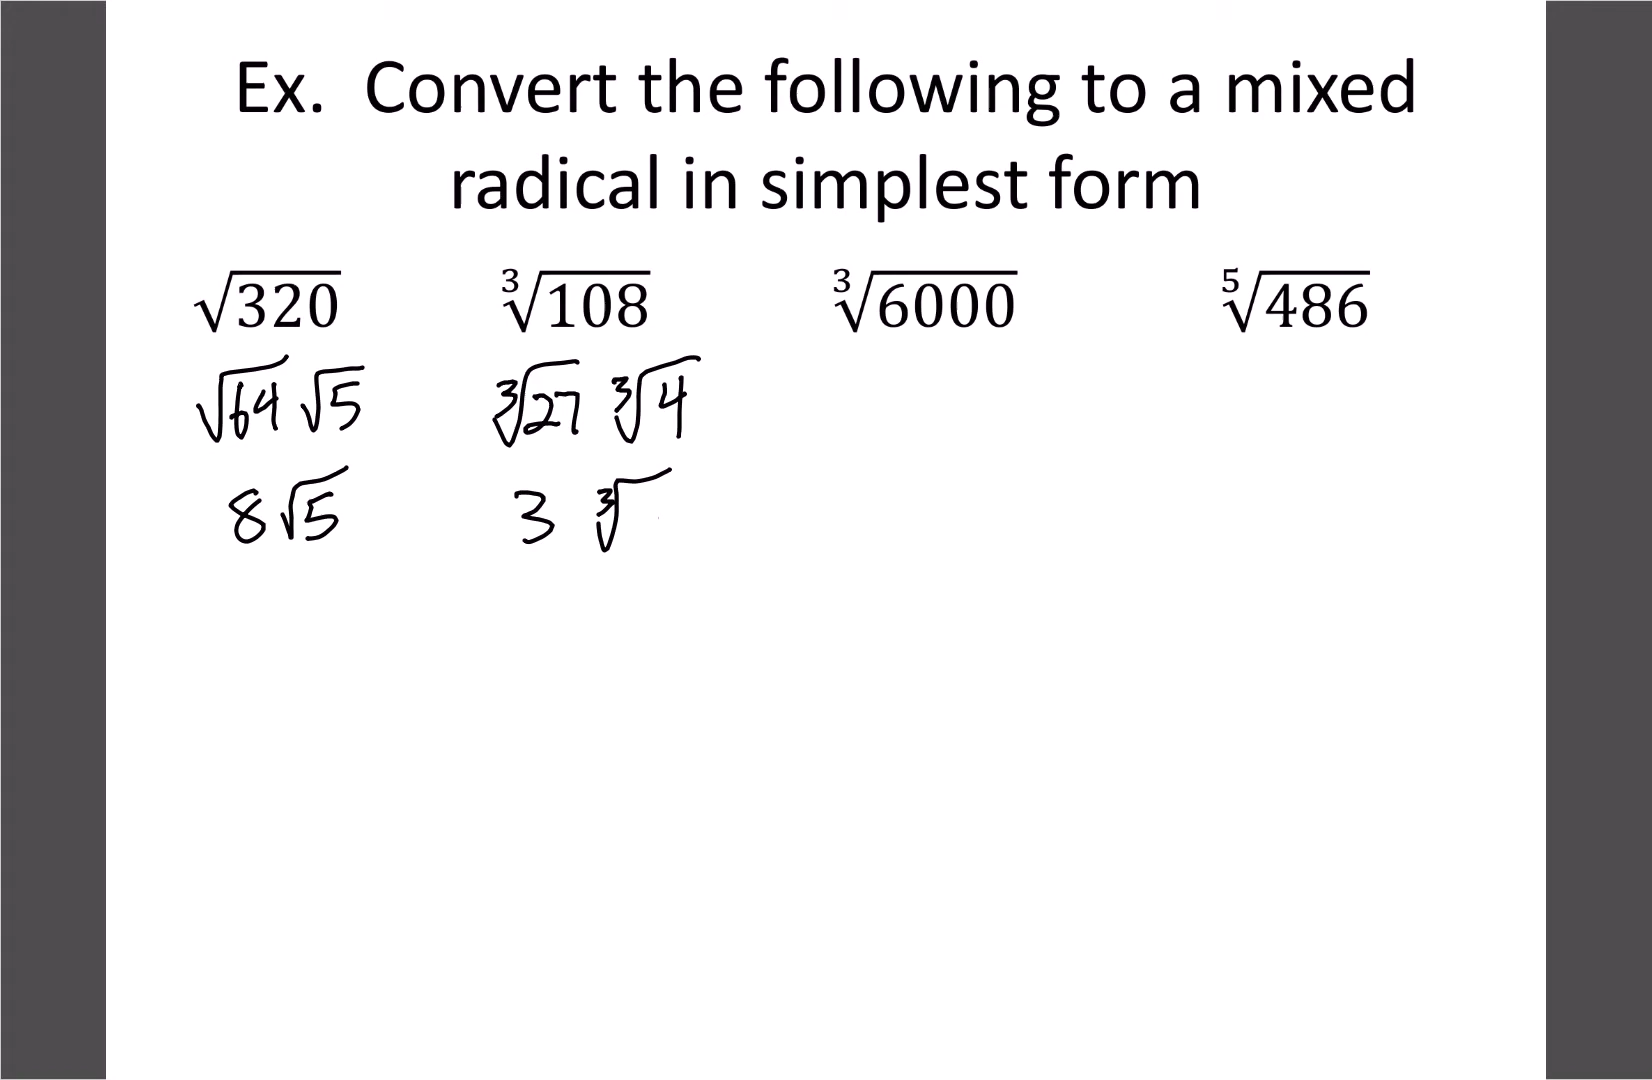 Ex. Convert the following to a mixed
radical in simplest form
√320 ∛108 ∛6000 ⁵√486
√64 √5 ∛27 ∛4
8√5 3 ∛